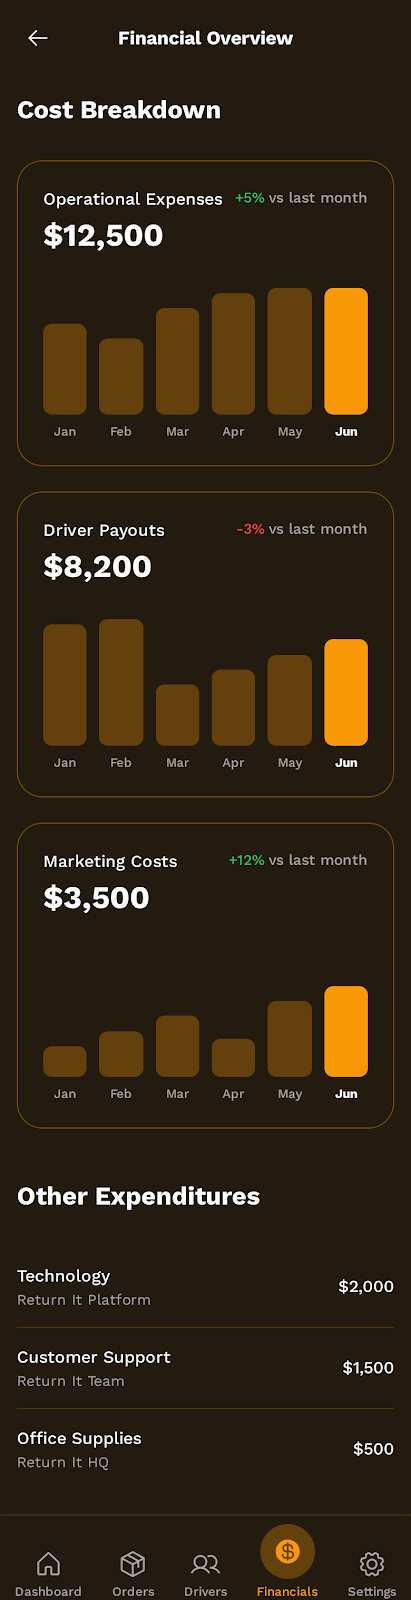 Financial Overview
Cost Breakdown
Operational Expenses +5% vs last month
$12,500
Jan Feb Mar Apr May Jun
Driver Payouts -3% vs last month
$8,200
Jan Feb Mar Apr May Jun
Marketing Costs +12% vs last month
$3,500
Jan Feb Mar Apr May Jun
Other Expenditures
Technology
Return It Platform
$2,000
Customer Support
Return It Team
$1,500
Office Supplies
Return It HQ
$500
$
Dashboard Orders Drivers Financials Settings